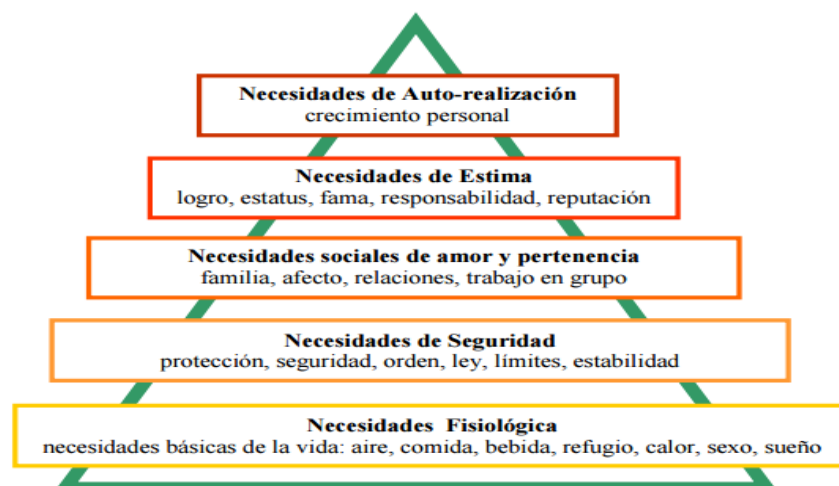 Necesidades de Auto-realización
crecimiento personal
Necesidades de Estima
logro, estatus, fama, responsabilidad, reputación
Necesidades sociales de amor y pertenencia
familia, afecto, relaciones, trabajo en grupo
Necesidades de Seguridad
protección, seguridad, orden, ley, límites, estabilidad
Necesidades Fisiológica
necesidades básicas de la vida: aire, comida, bebida, refugio, calor, sexo, sueño